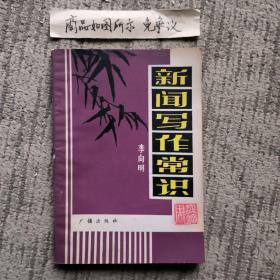 商品如图所示 免争议
新闻写作常识
李向明
广播出版社